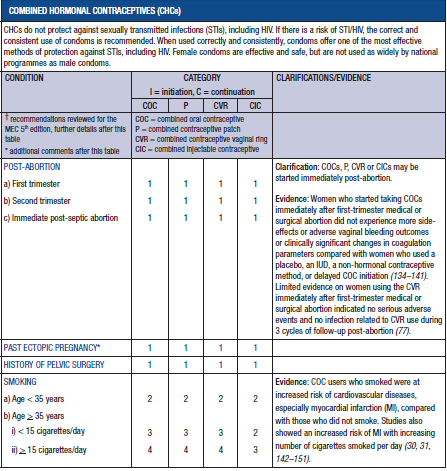 COMBINED HORMONAL CONTRACEPTIVES (CHCs)
CHCs do not protect against sexually transmitted infections (STIs), including HIV. If there is a risk of STI/HIV, the correct and
consistent use of condoms is recommended. When used correctly and consistently, condoms offer one of the most effective
methods of protection against STIs, including HIV. Female condoms are effective and safe, but are not used as widely by national
programmes as male condoms.
CONDITION CATEGORY CLARIFICATIONS/EVIDENCE
I = initiation, C = continuation
COC P CVR CIC
† recommendations reviewed for the
MEC 5th edition, further details after this
table
* additional comments after this table
COC = combined oral contraceptive
P = combined contraceptive patch
CVR = combined contraceptive vaginal ring
CIC = combined injectable contraceptive
POST-ABORTION
a) First trimester 1 1 1 1
b) Second trimester 1 1 1 1
c) Immediate post-septic abortion 1 1 1 1
Clarification: COCs, P, CVR or CICs may be
started immediately post-abortion.
Evidence: Women who started taking COCs
immediately after first-trimester medical or
surgical abortion did not experience more side-
effects or adverse vaginal bleeding outcomes
or clinically significant changes in coagulation
parameters compared with women who used a
placebo, an IUD, a non-hormonal contraceptive
method, or delayed COC initiation (134–141).
Limited evidence on women using the CVR
immediately after first-trimester medical or
surgical abortion indicated no serious adverse
events and no infection related to CVR use during
3 cycles of follow-up post-abortion (77).
PAST ECTOPIC PREGNANCY* 1 1 1 1
HISTORY OF PELVIC SURGERY 1 1 1 1
SMOKING
a) Age < 35 years 2 2 2 2
b) Age ≥ 35 years
i) < 15 cigarettes/day 3 3 3 2
ii) ≥ 15 cigarettes/day 4 4 4 3
Evidence: COC users who smoked were at
increased risk of cardiovascular diseases,
especially myocardial infarction (MI), compared
with those who did not smoke. Studies also
showed an increased risk of MI with increasing
number of cigarettes smoked per day (30, 31,
142–151).